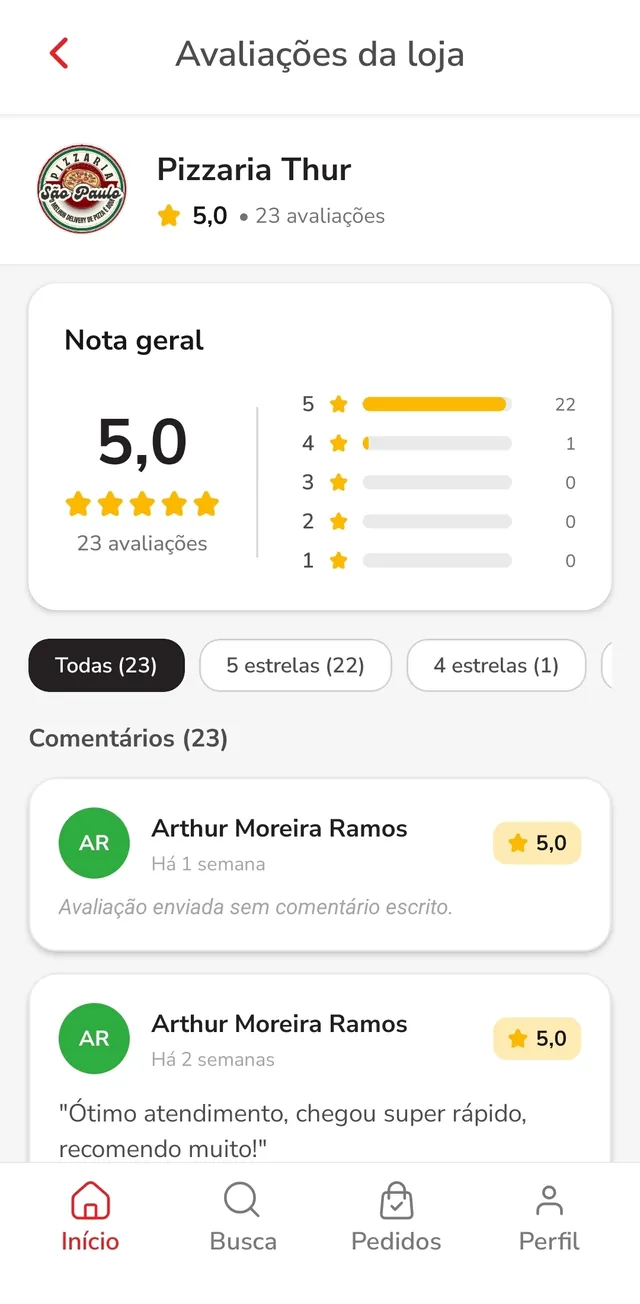 Avaliações da loja
PIZZARIA
São Paulo
Pizzaria Thur
5,0 • 23 avaliações
Nota geral
5,0
23 avaliações
5 22
4 1
3 0
2 0
1 0
Todas (23)
5 estrelas (22)
4 estrelas (1)
Comentários (23)
AR
Arthur Moreira Ramos
Há 1 semana
5,0
Avaliação enviada sem comentário escrito.
AR
Arthur Moreira Ramos
Há 2 semanas
5,0
"Ótimo atendimento, chegou super rápido,
recomendo muito!"
Início
Busca
Pedidos
Perfil